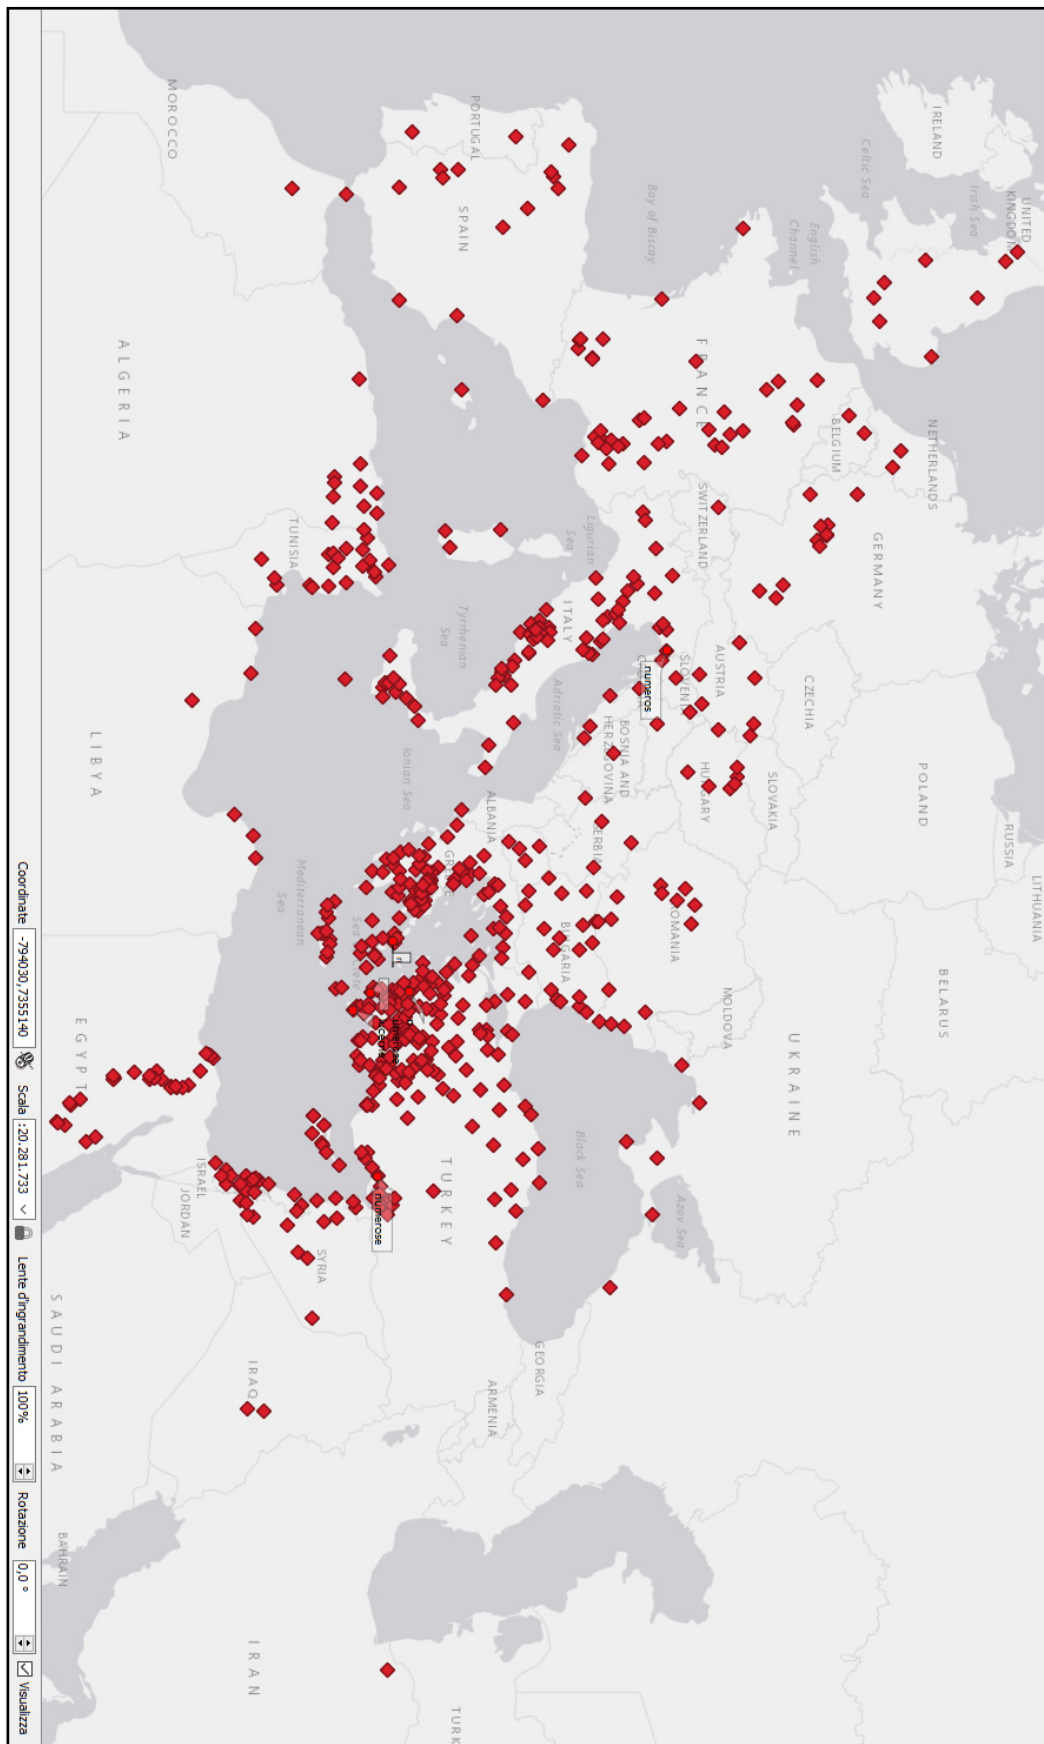 IRELAND
UNITED
KINGDOM
Irish Sea
Celtic Sea
English
Channel
Bay of Biscay
PORTUGAL
SPAIN
MOROCCO
ALGERIA
TUNISIA
LIBYA
EGYPT
FRANCE
BELGIUM
NETHERLANDS
GERMANY
SWITZERLAND
Ligurian
Sea
ITALY
Tyrrhenian
Sea
Adriatic Sea
Ionian Sea
AUSTRIA
CZECHIA
POLAND
RUSSIA
LITHUANIA
BELARUS
SLOVAKIA
HUNGARY
BOSNIA AND
HERZEGOVINA
numeros
SERBIA
ALBANIA
BULGARIA
ROMANIA
MOLDOVA
UKRAINE
Mediterranean
Sea
Black Sea
Azov Sea
TURKEY
numerose
SYRIA
ISRAEL
JORDAN
IRAQ
SAUDI ARABIA
BAHRAIN
IRAN
GEORGIA
ARMENIA
TURK
Coordinate -794030,7355140 Scala :20.281.733 Lente d'ingrandimento 100% Rotazione 0,0 ° Visualizza